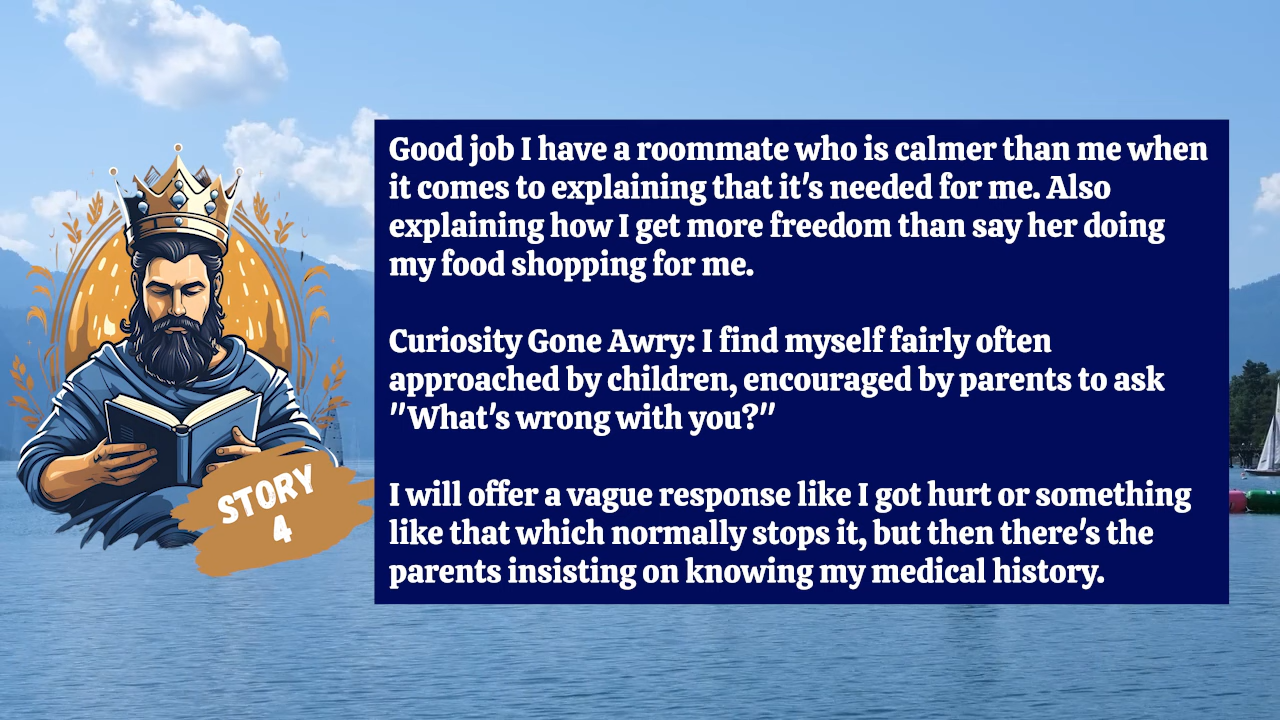 Good job I have a roommate who is calmer than me when
it comes to explaining that it's needed for me. Also
explaining how I get more freedom than say her doing
my food shopping for me.
Curiosity Gone Awry: I find myself fairly often
approached by children, encouraged by parents to ask
"What's wrong with you?"
I will offer a vague response like I got hurt or something
like that which normally stops it, but then there's the
parents insisting on knowing my medical history.
STORY
4